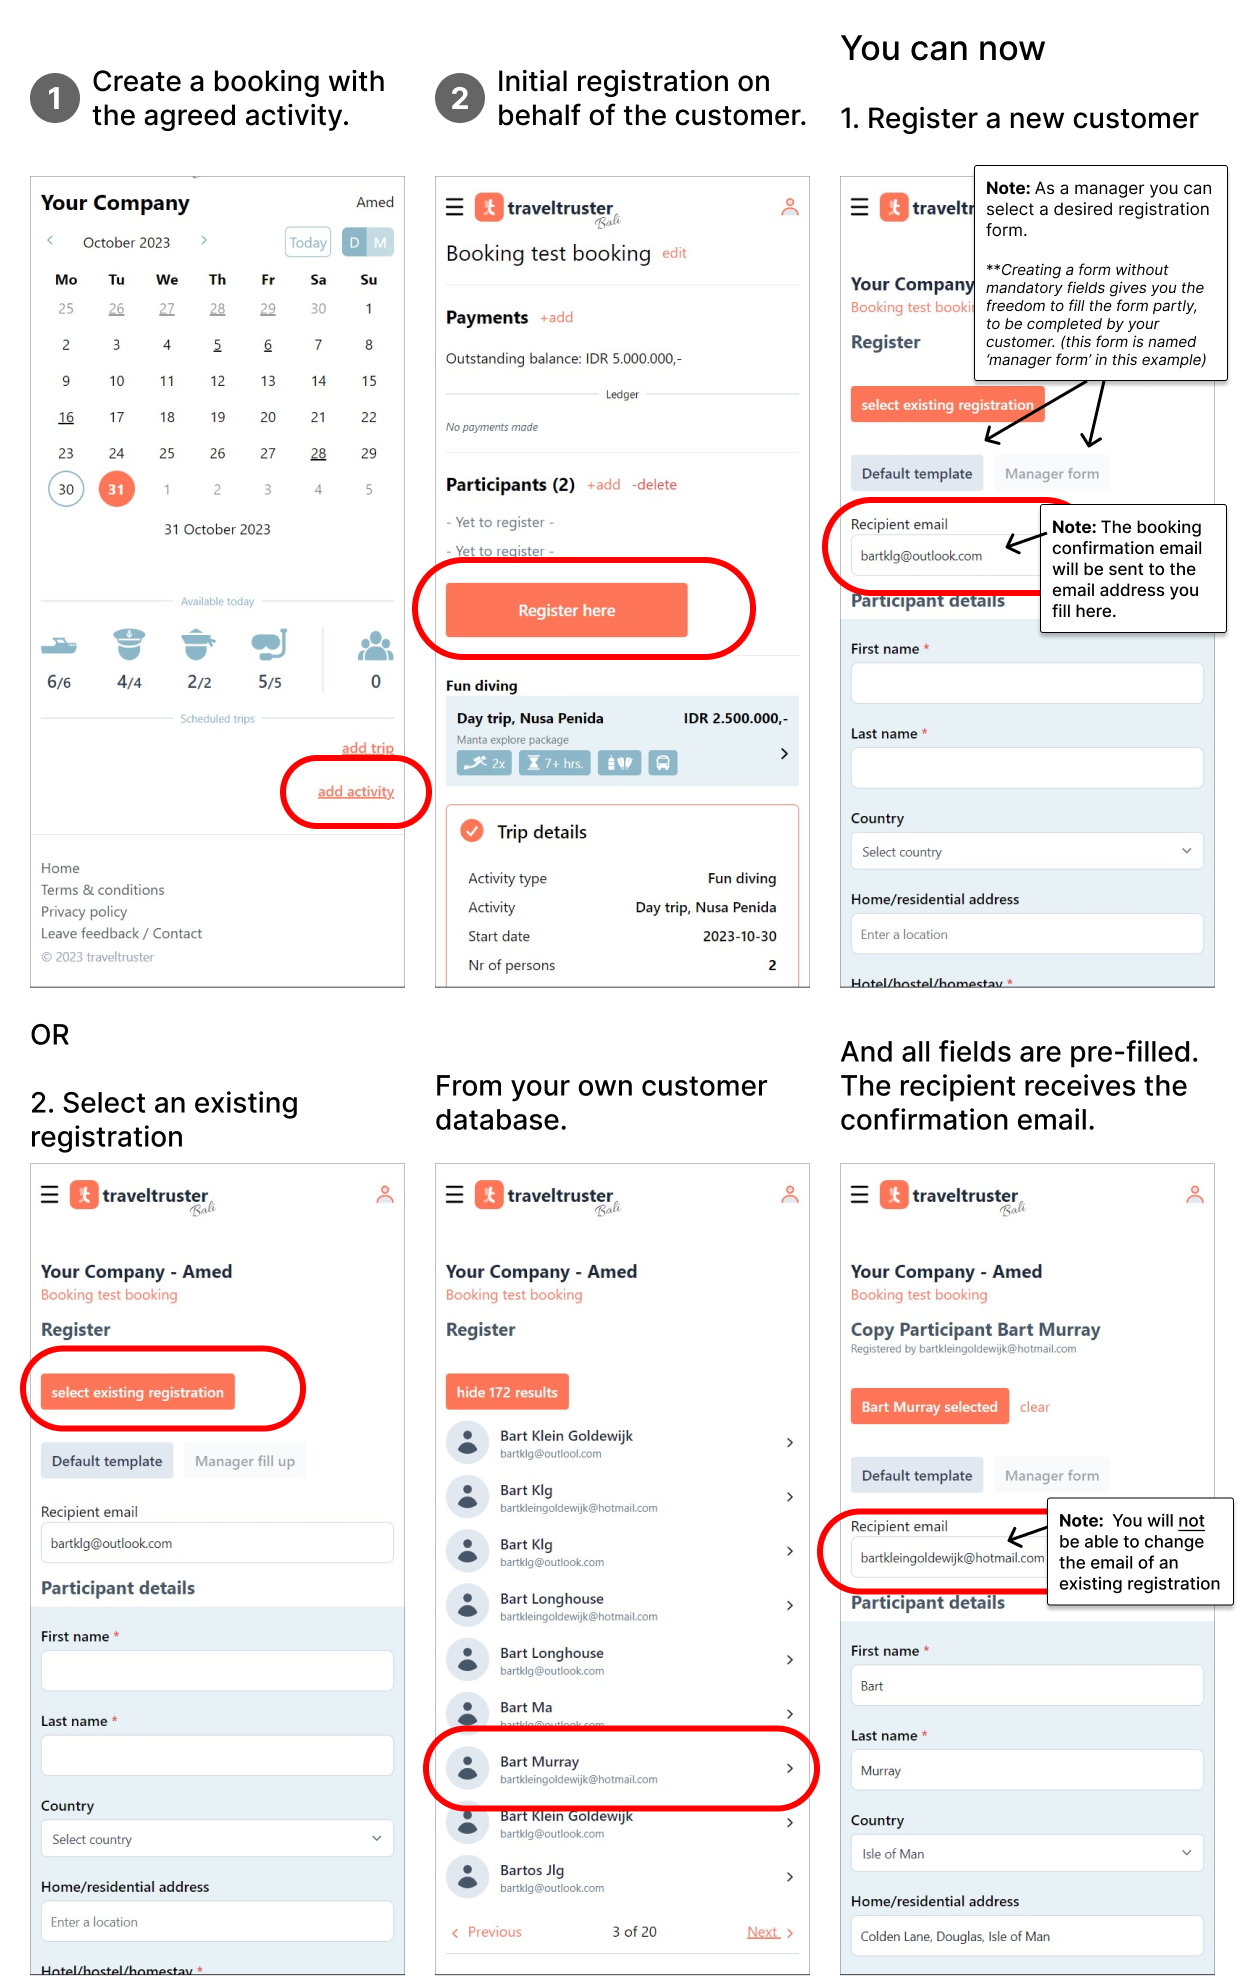 1
Create a booking with
the agreed activity.
2
Initial registration on
behalf of the customer.
You can now
1. Register a new customer
Your Company
Amed
October 2023
Today
D M
Mo Tu We Th Fr Sa Su
25 26 27 28 29 30 1
2 3 4 5 6 7 8
9 10 11 12 13 14 15
16 17 18 19 20 21 22
23 24 25 26 27 28 29
30 31 1 2 3 4 5
31 October 2023
Available today
6/6 4/4 2/2 5/5 0
Scheduled trips
add trip
add activity
Home
Terms & conditions
Privacy policy
Leave feedback / Contact
© 2023 traveltruster
traveltruster
Bali
Booking test booking edit
Payments +add
Outstanding balance: IDR 5.000.000,-
Ledger
No payments made
Participants (2) +add -delete
- Yet to register -
- Yet to register -
Register here
Fun diving
Day trip, Nusa Penida IDR 2.500.000,-
Manta explore package
2x 7+ hrs.
Trip details
Activity type Fun diving
Activity Day trip, Nusa Penida
Start date 2023-10-30
Nr of persons 2
traveltr
Your Company
Booking test booki
Register
Note: As a manager you can
select a desired registration
form.
**Creating a form without
mandatory fields gives you the
freedom to fill the form partly,
to be completed by your
customer. (this form is named
‘manager form’ in this example)
select existing registration
Default template Manager form
Recipient email
bartklg@outlook.com
Note: The booking
confirmation email
will be sent to the
email address you
fill here.
Participant details
First name *
Last name *
Country
Select country
Home/residential address
Enter a location
Hotel/hostel/homestay *
OR
2. Select an existing
registration
From your own customer
database.
And all fields are pre-filled.
The recipient receives the
confirmation email.
traveltruster
Bali
Your Company - Amed
Booking test booking
Register
select existing registration
Default template Manager fill up
Recipient email
bartklg@outlook.com
Participant details
First name *
Last name *
Country
Select country
Home/residential address
Enter a location
Hotel/hostel/homestay *
traveltruster
Bali
Your Company - Amed
Booking test booking
Register
hide 172 results
Bart Klein Goldewijk
bartklg@outlool.com
Bart Klg
bartkleingoldewijk@hotmail.com
Bart Klg
bartklg@outlook.com
Bart Longhouse
bartkleingoldewijk@hotmail.com
Bart Longhouse
bartklg@outlook.com
Bart Ma
bartklg@outlook.com
Bart Murray
bartkleingoldewijk@hotmail.com
Bart Klein Goldewijk
bartklg@outlook.com
Bartos Jlg
bartklg@outlook.com
Previous 3 of 20 Next
traveltruster
Bali
Your Company - Amed
Booking test booking
Copy Participant Bart Murray
Registered by bartkleingoldewijk@hotmail.com
Bart Murray selected clear
Default template Manager form
Recipient email
bartkleingoldewijk@hotmail.com
Note: You will not
be able to change
the email of an
existing registration
Participant details
First name *
Bart
Last name *
Murray
Country
Isle of Man
Home/residential address
Colden Lane, Douglas, Isle of Man